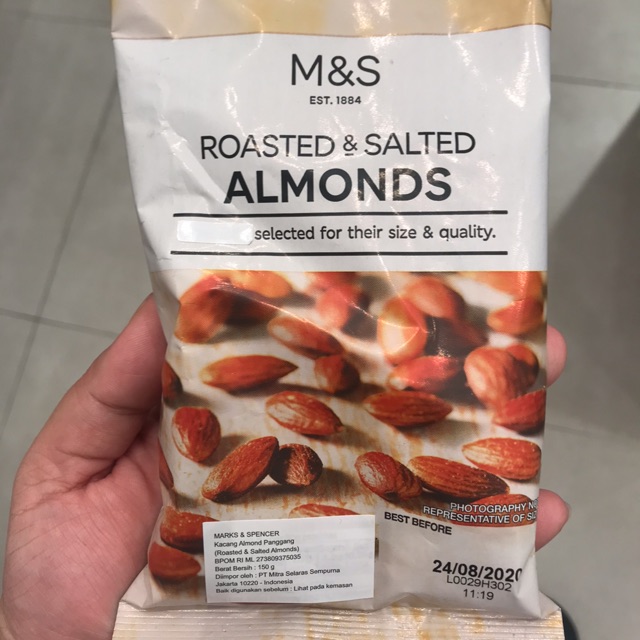 M&S
EST. 1884
ROASTED & SALTED
ALMONDS
selected for their size & quality.
PHOTOGRAPHY
REPRESENTATIVE OF
BEST BEFORE
24/08/2020
L0029H302
11:19
MARKS & SPENCER
Kacang Almond Panggang
(Roasted & Salted Almonds)
BPOM RI ML 273809375035
Berat Bersih : 150 g
Diimpor oleh : PT Mitra Selaras Sempurna
Jakarta 10220 - Indonesia
Baik digunakan sebelum : Lihat pada kemasan